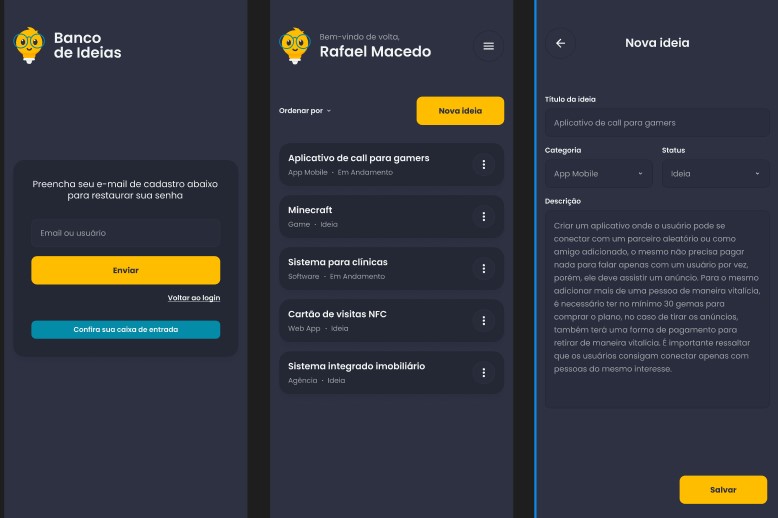 Banco
de Ideias
Preencha seu e-mail de cadastro abaixo
para restaurar sua senha
Email ou usuário
Enviar
Voltar ao login
Confira sua caixa de entrada
Bem-vindo de volta,
Rafael Macedo
Ordenar por
Nova ideia
Aplicativo de call para gamers
App Mobile • Em Andamento
Minecraft
Game • Ideia
Sistema para clínicas
Software • Em Andamento
Cartão de visitas NFC
Web App • Ideia
Sistema integrado imobiliário
Agência • Ideia
Nova ideia
Título da ideia
Aplicativo de call para gamers
Categoria
Status
App Mobile
Ideia
Descrição
Criar um aplicativo onde o usuário pode se
conectar com um parceiro aleatório ou como
amigo adicionado, o mesmo não precisa pagar
nada para falar apenas com um usuário por vez,
porém, ele deve assistir um anúncio. Para o mesmo
adicionar mais de uma pessoa de maneira vitalícia,
é necessário ter no mínimo 30 gemas para
comprar o plano, no caso de tirar os anúncios,
também terá uma forma de pagamento para
retirar de maneira vitalícia. É importante ressaltar
que os usuários consigam conectar apenas com
pessoas do mesmo interesse.
Salvar